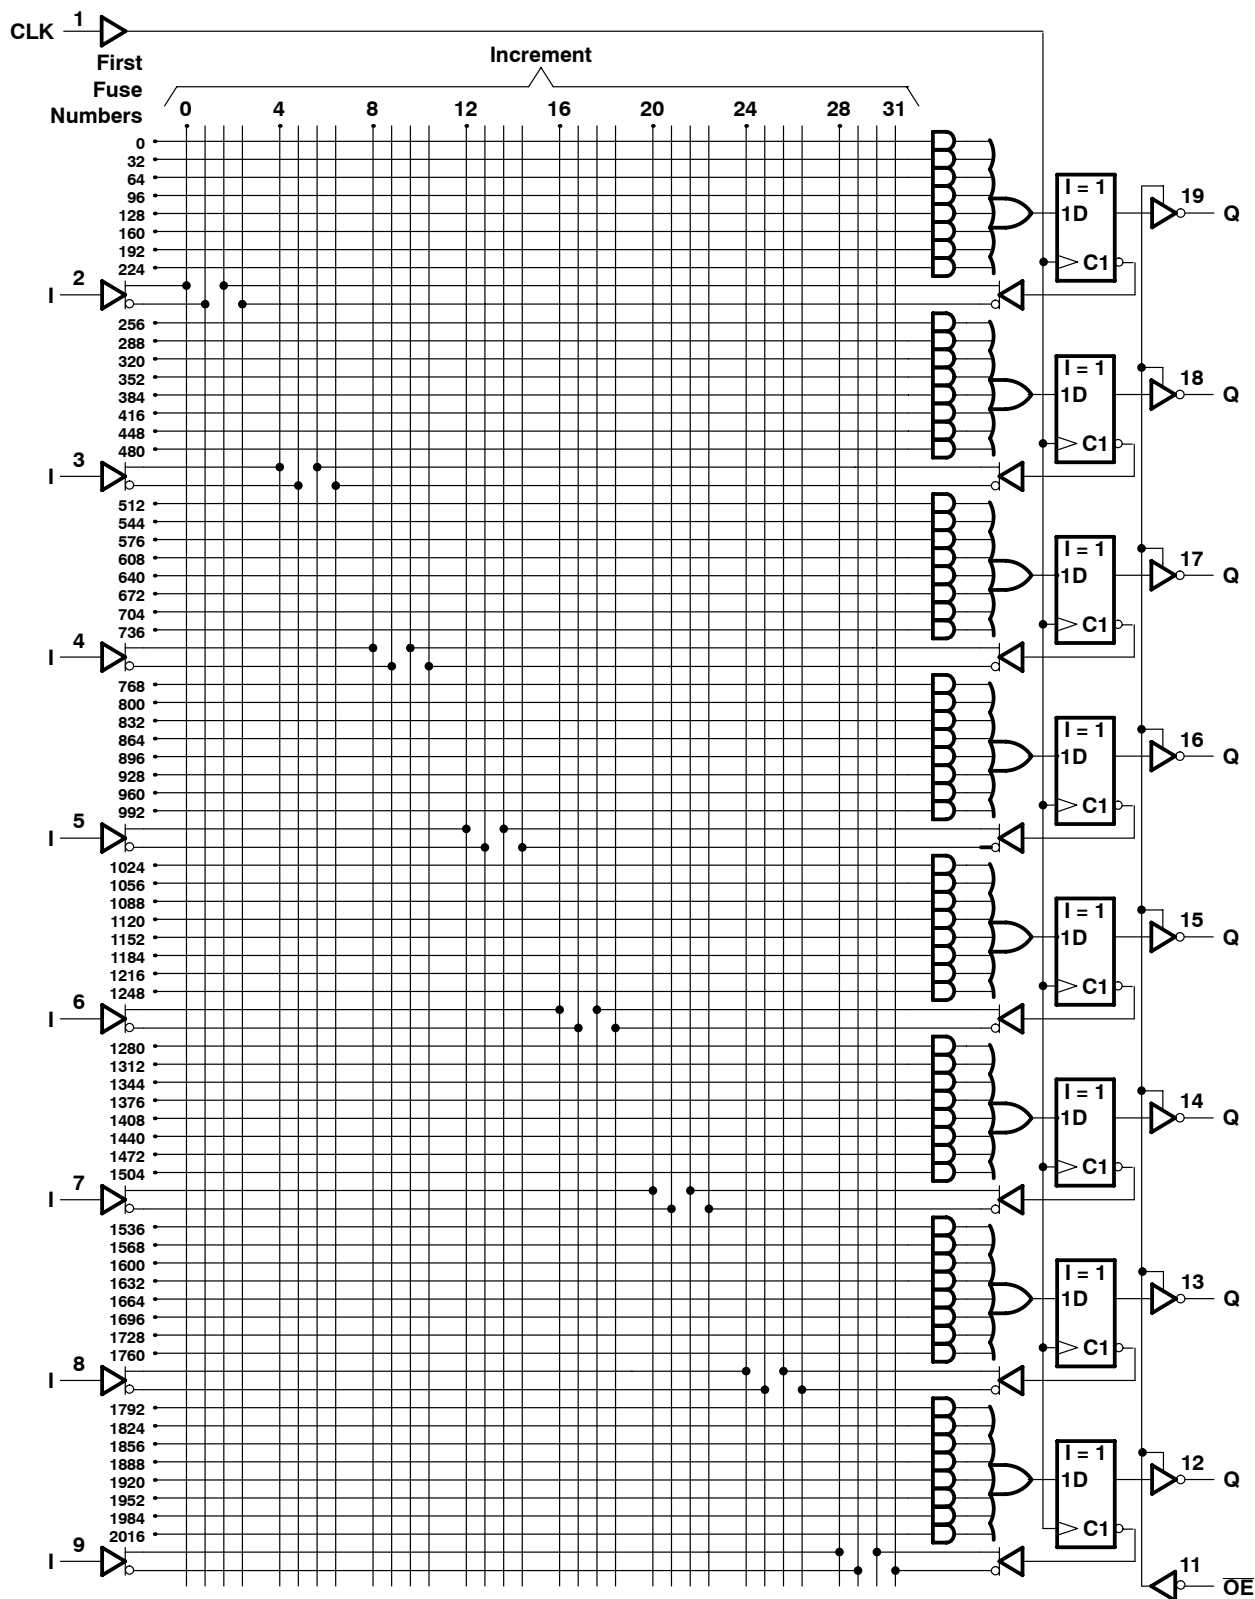 CLK 1
First
Fuse
Numbers
Increment
0 4 8 12 16 20 24 28 31
0
32
64
96
128
160
192
224
I = 1
1D
C1
19 Q
I 2
256
288
320
352
384
416
448
480
I = 1
1D
C1
18 Q
I 3
512
544
576
608
640
672
704
736
I = 1
1D
C1
17 Q
I 4
768
800
832
864
896
928
960
992
I = 1
1D
C1
16 Q
I 5
1024
1056
1088
1120
1152
1184
1216
1248
I = 1
1D
C1
15 Q
I 6
1280
1312
1344
1376
1408
1440
1472
1504
I = 1
1D
C1
14 Q
I 7
1536
1568
1600
1632
1664
1696
1728
1760
I = 1
1D
C1
13 Q
I 8
1792
1824
1856
1888
1920
1952
1984
2016
I = 1
1D
C1
12 Q
I 9
11 O̅E̅